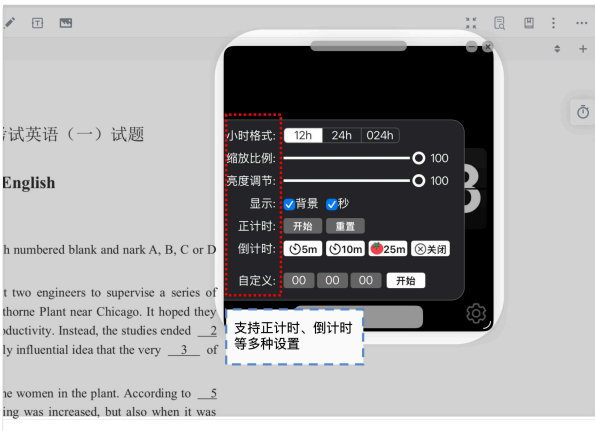 考试英语（一）试题
English
h numbered blank and nark A, B, C or D
t two engineers to supervise a series of
thorne Plant near Chicago. It hoped they
oductivity. Instead, the studies ended 2
ly influential idea that the very 3 of
he women in the plant. According to 5
ing was increased, but also when it was
小时格式: 12h 24h 024h
缩放比例: 100
亮度调节: 100
显示: 背景 秒
正计时: 开始 重置
倒计时: 5m 10m 25m 关闭
自定义: 00 00 00 开始
支持正计时、倒计时
等多种设置